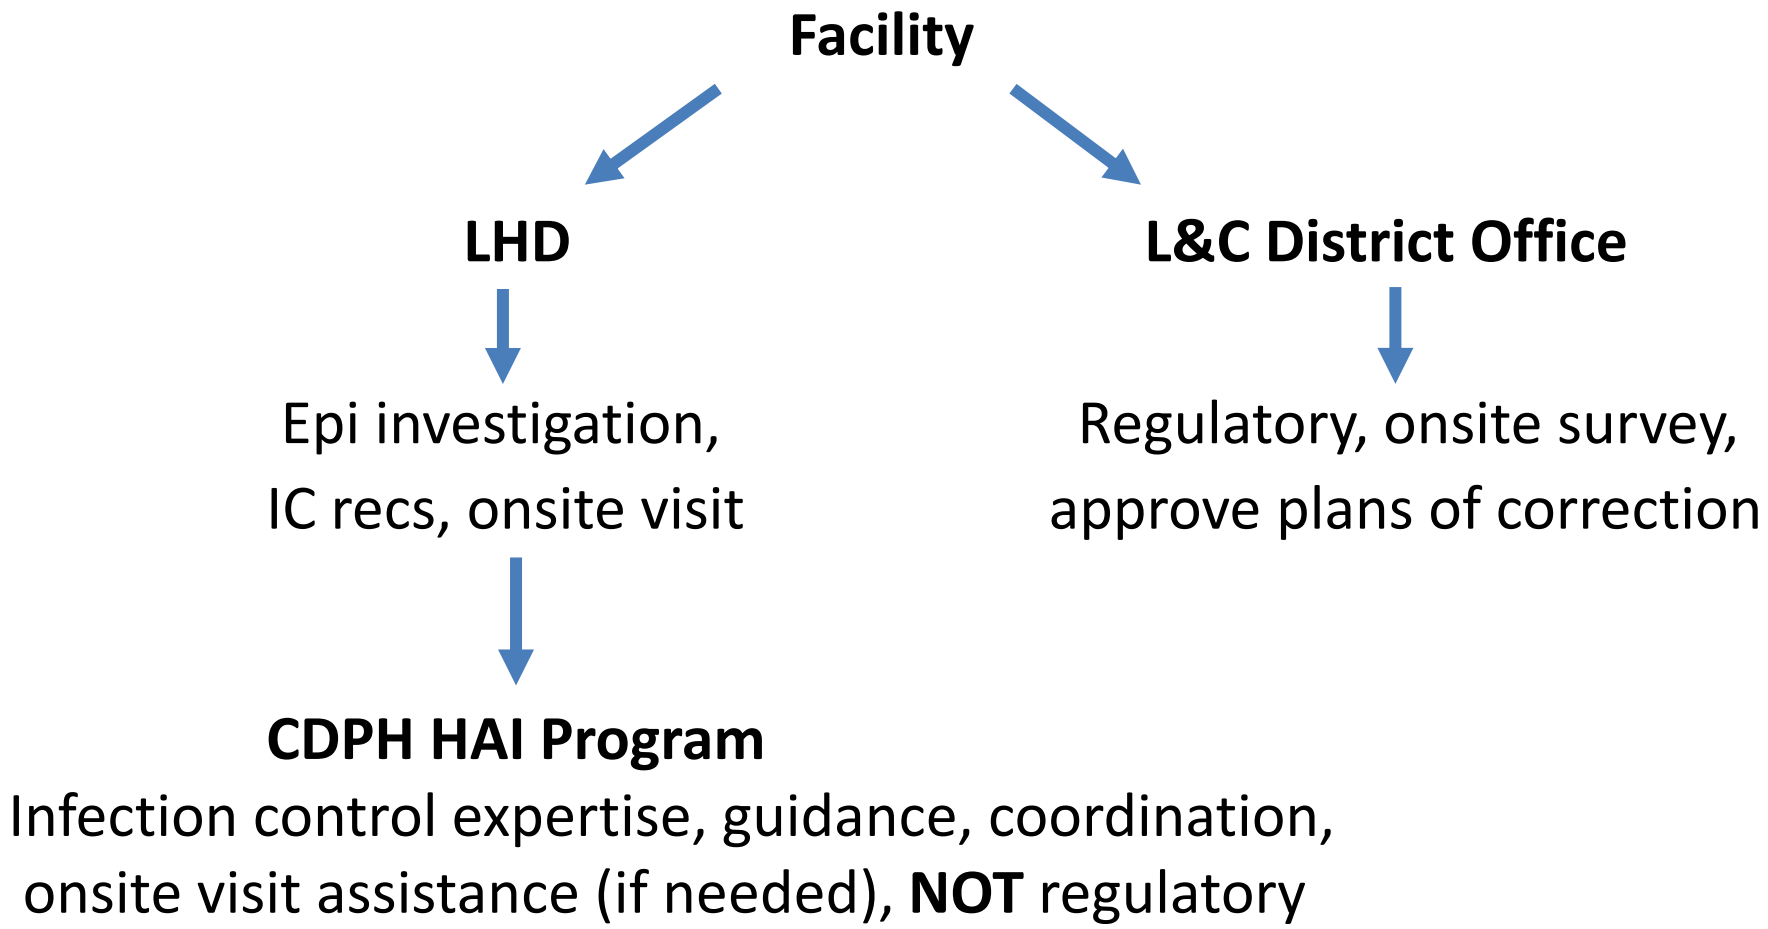 Facility
LHD
L&C District Office
Epi investigation,
IC recs, onsite visit
Regulatory, onsite survey,
approve plans of correction
CDPH HAI Program
Infection control expertise, guidance, coordination,
onsite visit assistance (if needed), NOT regulatory